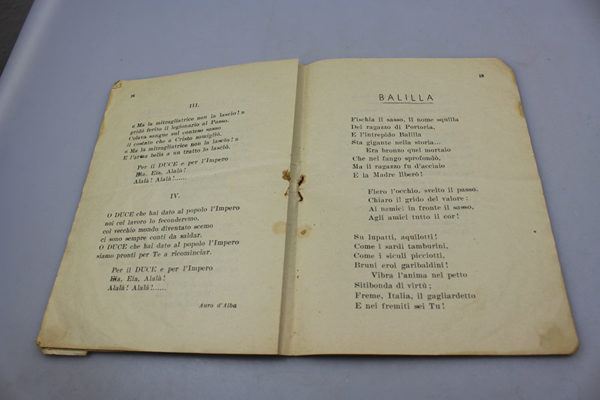 16
III.
« Ma la mitragliatrice non la lascio! »
gridò ferito il legionario al Passo.
Colava sangue sul conteso sasso
il costato che a Cristo somigliò.
« Ma la mitragliatrice non la lascio! »
E l'arma bella a un tratto lo lasciò.
Per il DUCE e per l'Impero
Eia, Eia, Alalà!
Alalà! Alalà!......
IV.
O DUCE che hai dato al popolo l'Impero
noi col lavoro lo feconderemo.
col vecchio mondo diventato scemo
ci sono sempre conti da saldar.
O DUCE che hai dato al popolo l'Impero
siamo pronti per Te a ricominciar.
Per il DUCE e per l'Impero
Eia, Eia, Alalà!
Alalà! Alalà!......
Auro d'Alba
BALILLA
Fischia il sasso, il nome squilla
Del ragazzo di Portoria,
E l'intrepido Balilla
Sta gigante nella storia...
Era bronzo quel mortaio
Che nel fango sprofondò,
Ma il ragazzo fu d'acciaio
E la Madre liberò!
Fiero l'occhio, svelto il passo,
Chiaro il grido del valore:
Ai nemici in fronte il sasso,
Agli amici tutto il cor!
Su lupatti, aquilotti!
Come i sardi tamburini,
Come i siculi picciotti,
Bruni eroi garibaldini!
Vibra l'anima nel petto
Sitibonda di virtù;
Freme, Italia, il gagliardetto
E nei fremiti sei Tu!